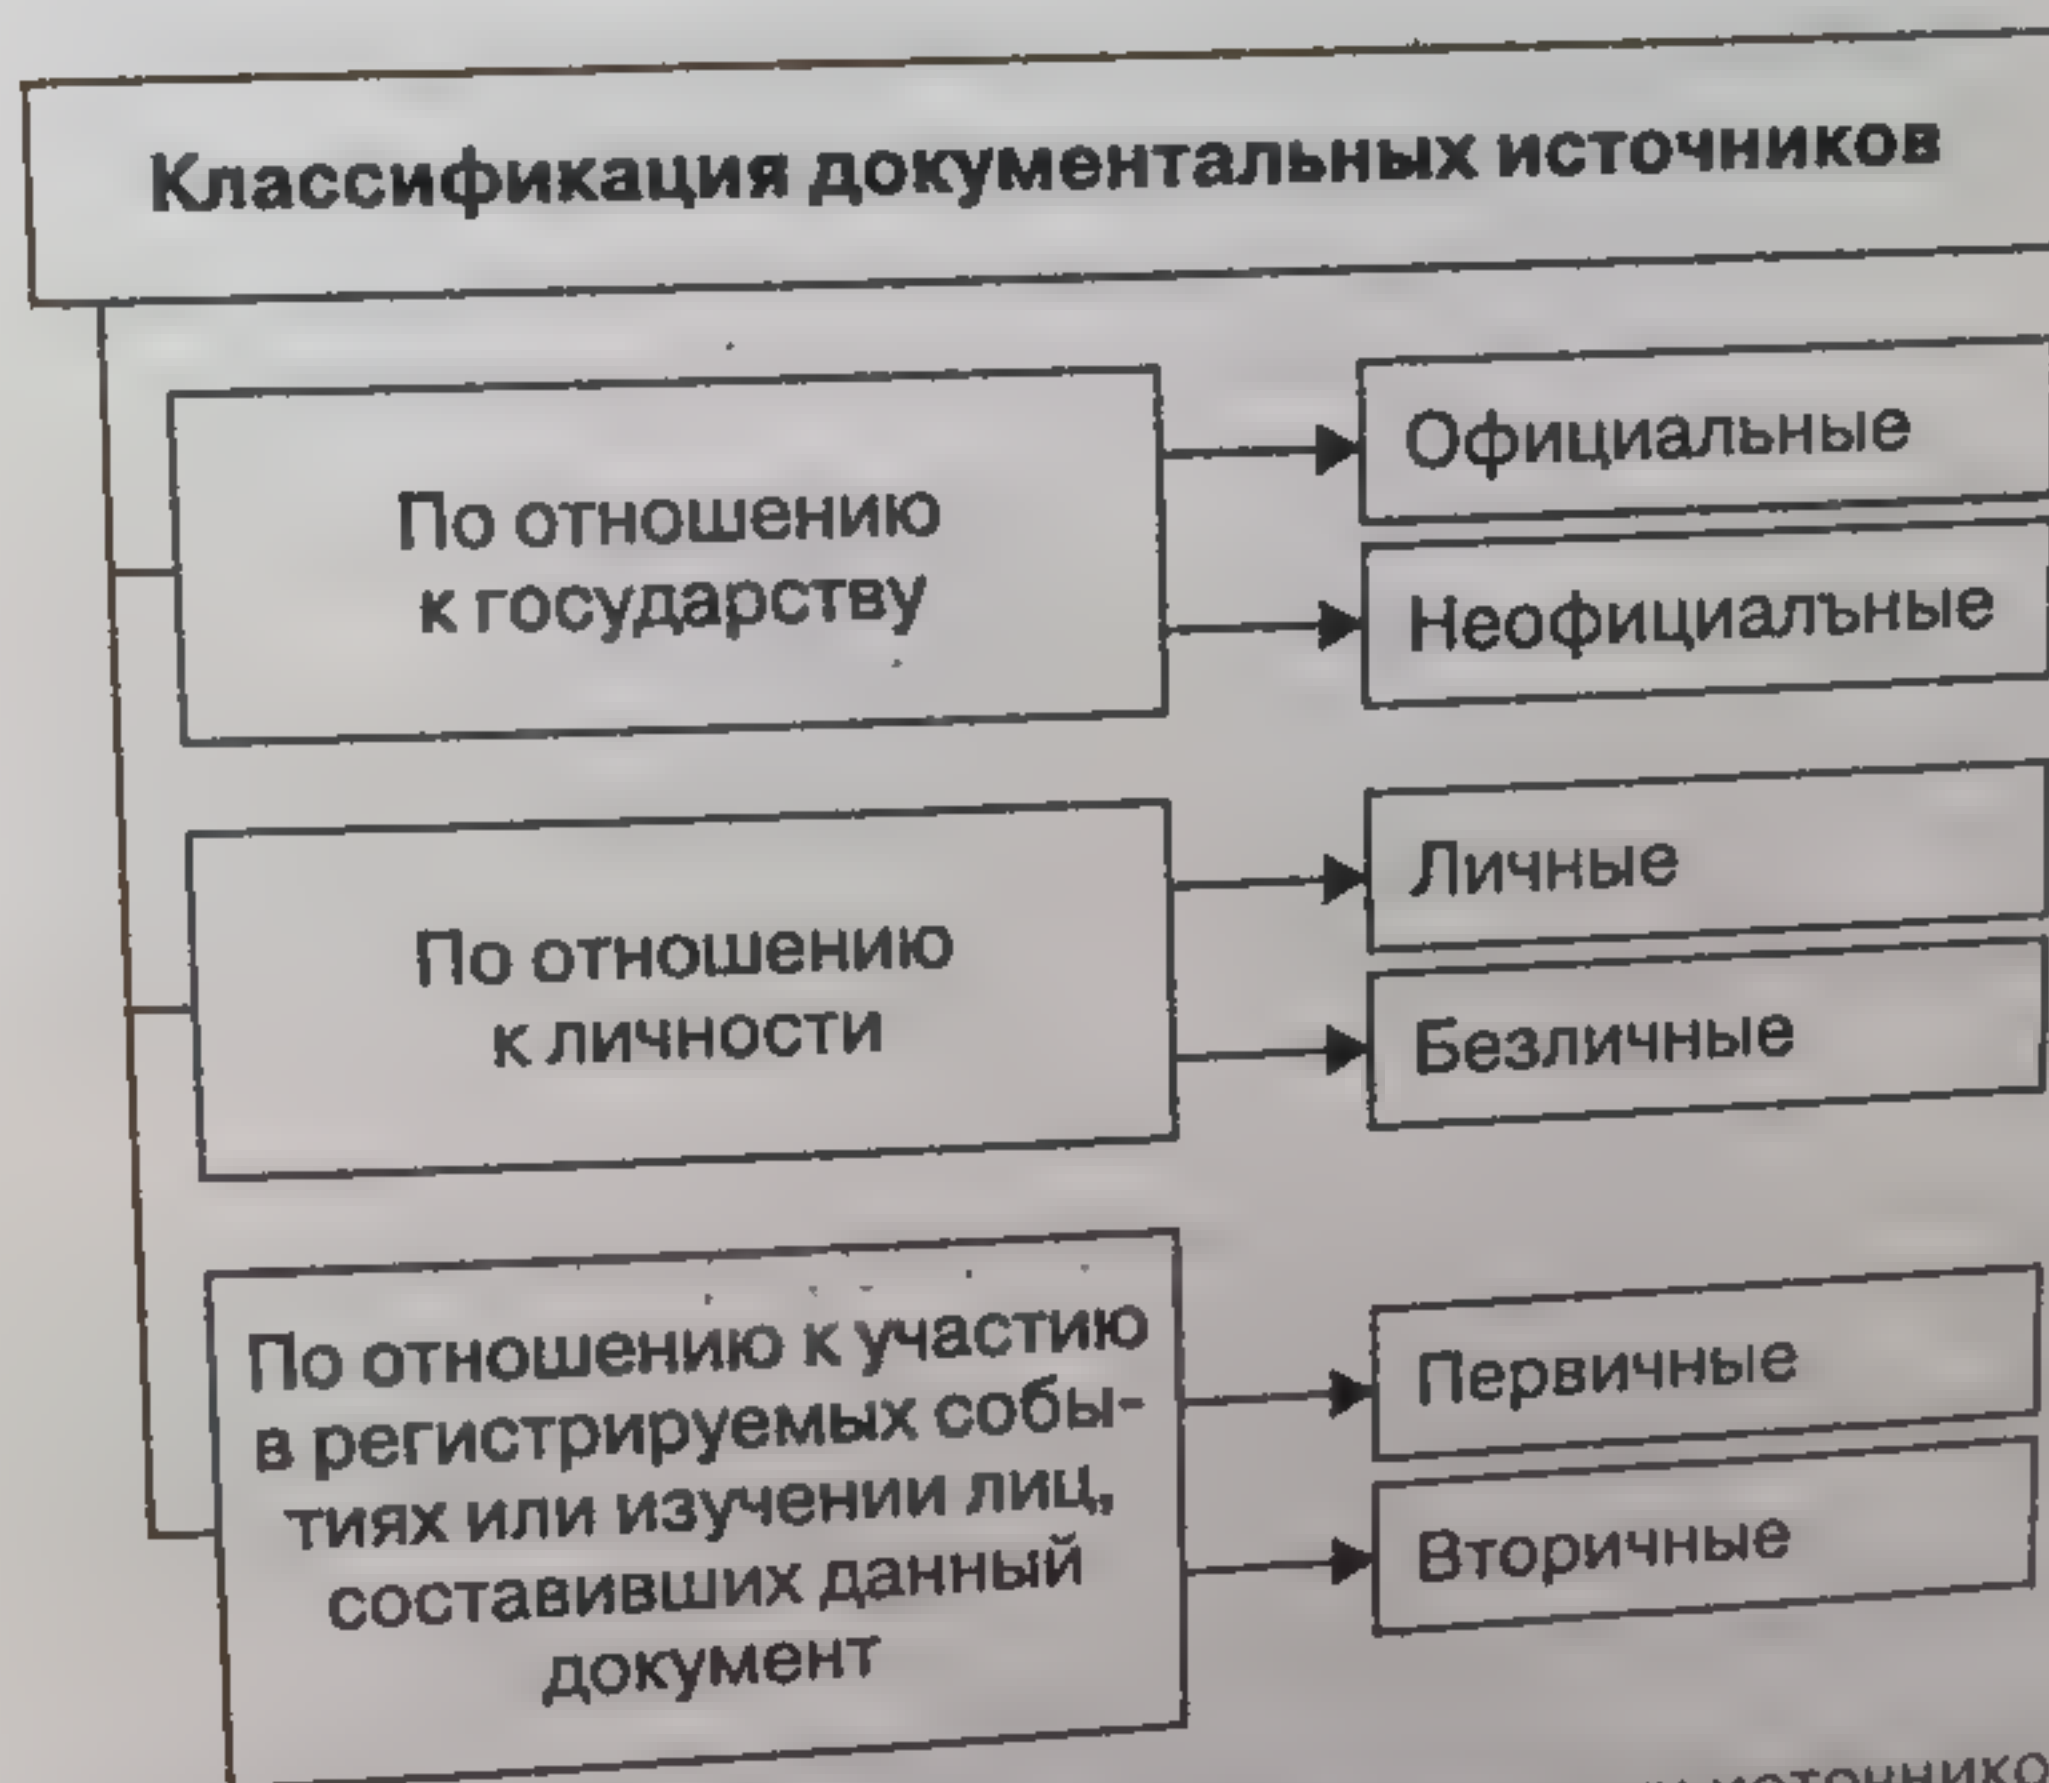 Классификация документальных источников
По отношению
к государству
Официальные
Неофициальные
По отношению
к личности
Личные
Безличные
По отношению к участию
в регистрируемых собы-
тиях или изучении лиц,
составивших данный
документ
Первичные
Вторичные